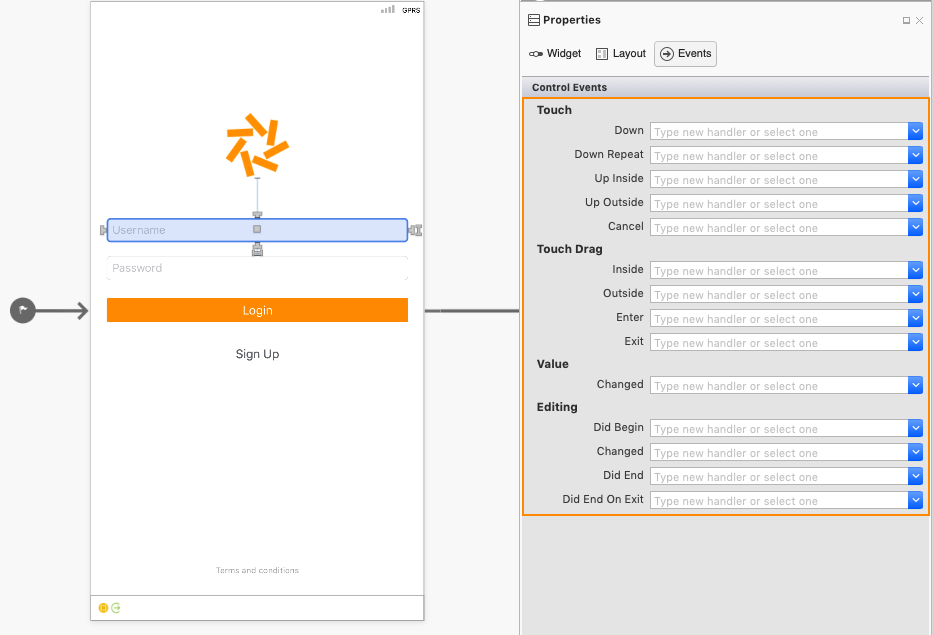 GPRS
Username
Password
Login
Sign Up
Terms and conditions
Properties
Widget Layout Events
Control Events
Touch
Down Type new handler or select one
Down Repeat Type new handler or select one
Up Inside Type new handler or select one
Up Outside Type new handler or select one
Cancel Type new handler or select one
Touch Drag
Inside Type new handler or select one
Outside Type new handler or select one
Enter Type new handler or select one
Exit Type new handler or select one
Value
Changed Type new handler or select one
Editing
Did Begin Type new handler or select one
Changed Type new handler or select one
Did End Type new handler or select one
Did End On Exit Type new handler or select one